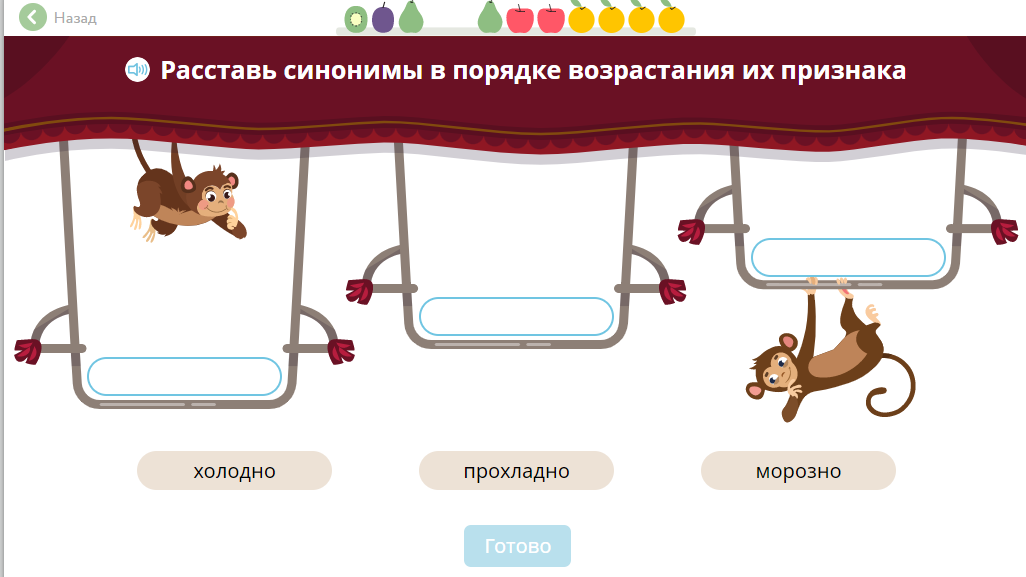 Назад
Расставь синонимы в порядке возрастания их признака
холодно
прохладно
морозно
Готово